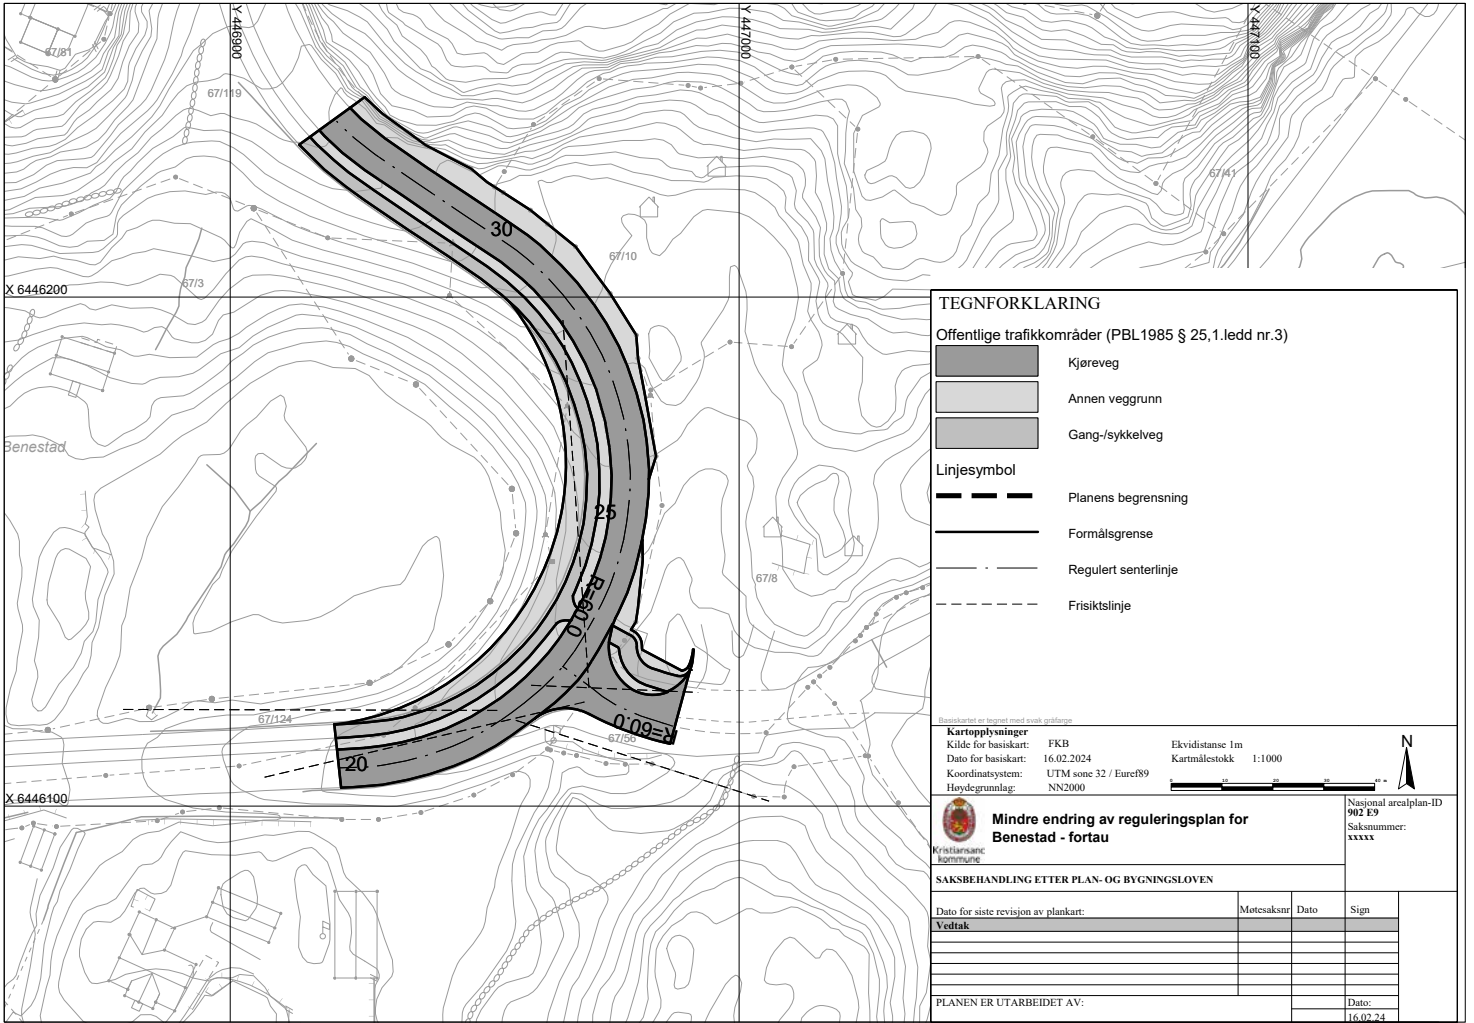 67/81
Y 446900
Y 447000
Y 447100
67/119
67/41
30
67/10
67/3
X 6446200
Benestad
25
R=60.0
67/8
67/124
R=60.0
67/56
20
X 6446100
TEGNFORKLARING
Offentlige trafikkområder (PBL1985 § 25,1.ledd nr.3)
Kjøreveg
Annen veggrunn
Gang-/sykkelveg
Linjesymbol
Planens begrensning
Formålsgrense
Regulert senterlinje
Frisiktslinje
Basiskartet er tegnet med svak gråfarge
Kartopplysninger
Kilde for basiskart: FKB
Dato for basiskart: 16.02.2024
Koordinatsystem: UTM sone 32 / Euref89
Høydegrunnlag: NN2000
Ekvidistanse 1m
Kartmålestokk 1:1000
0 10 20 30 40 m
N
Kristiansand
kommune
Mindre endring av reguleringsplan for
Benestad - fortau
Nasjonal arealplan-ID
902 E9
Saksnummer:
xxxxx
SAKSBEHANDLING ETTER PLAN- OG BYGNINGSLOVEN
Dato for siste revisjon av plankart: Møtesaksnr Dato Sign
Vedtak
PLANEN ER UTARBEIDET AV: Dato:
16.02.24